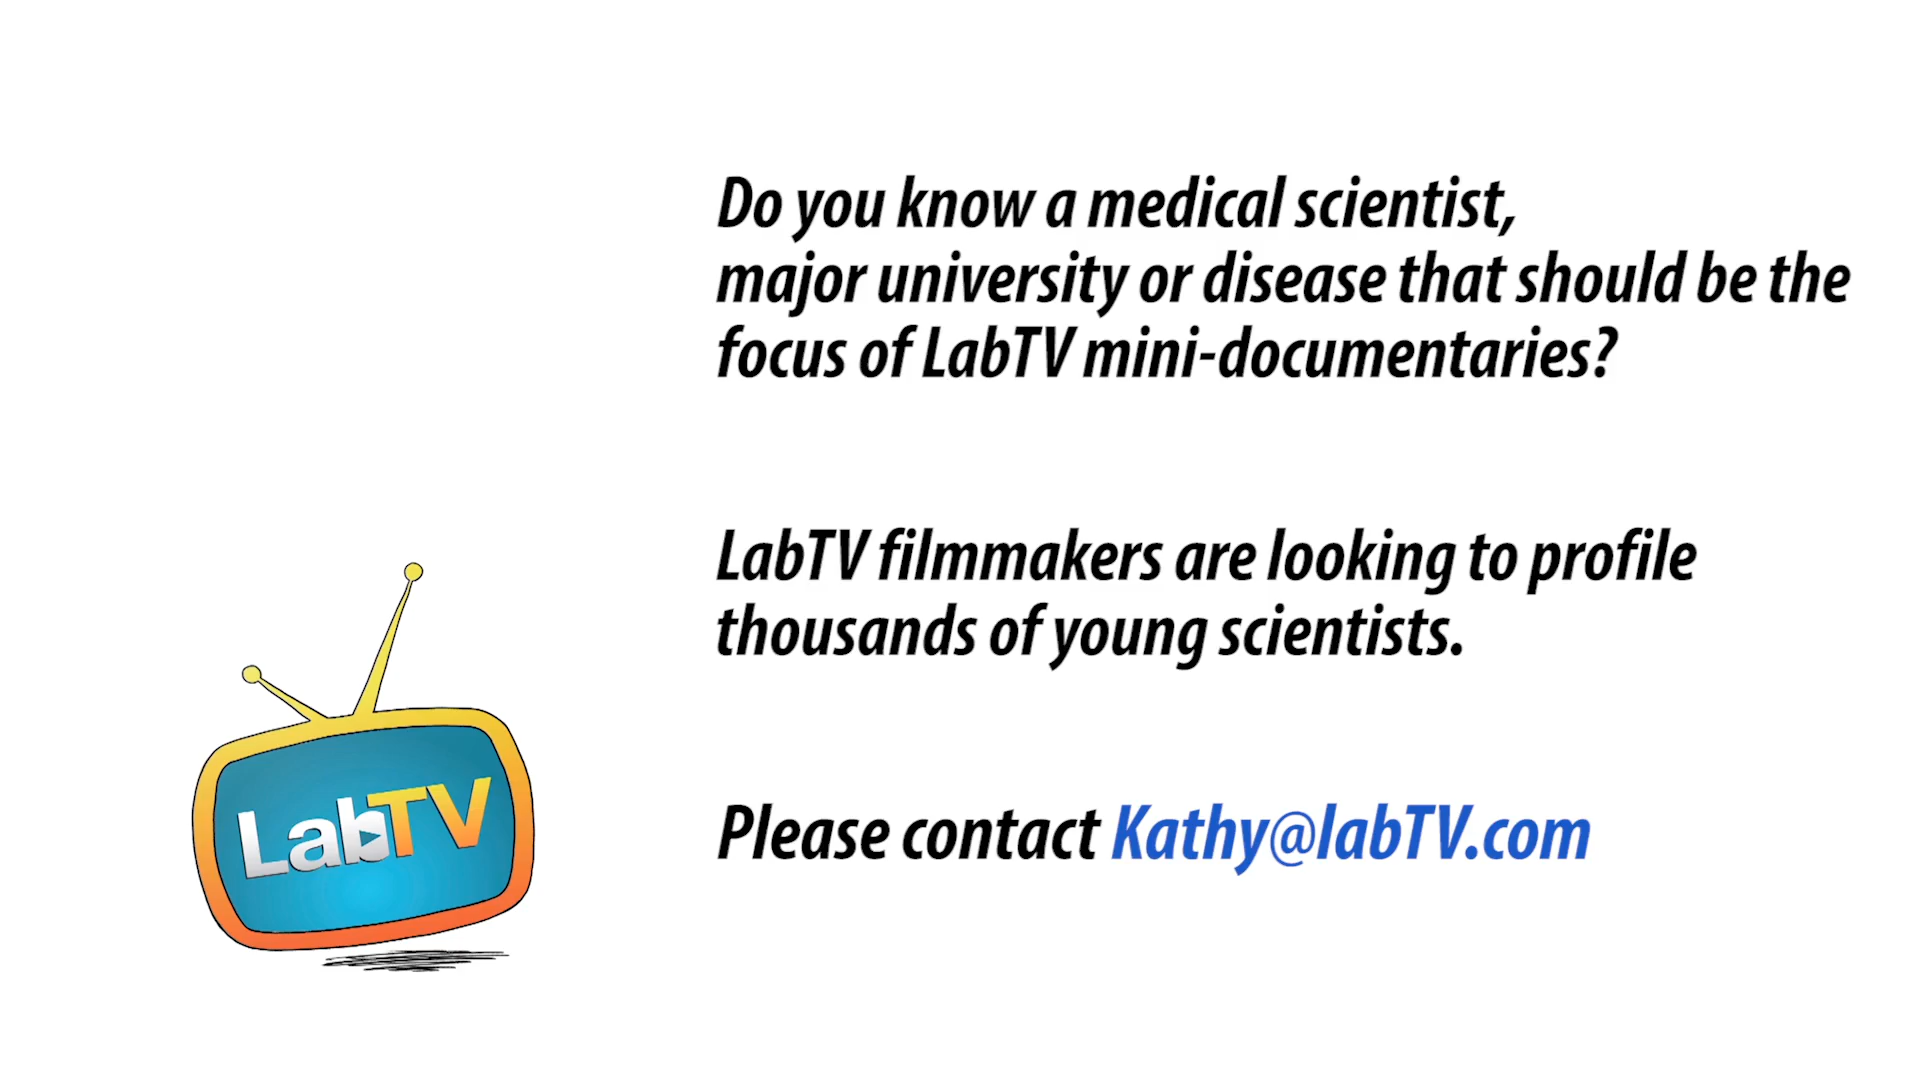 Do you know a medical scientist,
major university or disease that should be the
focus of LabTV mini-documentaries?
LabTV filmmakers are looking to profile
thousands of young scientists.
Please contact Kathy@labTV.com
LabTV